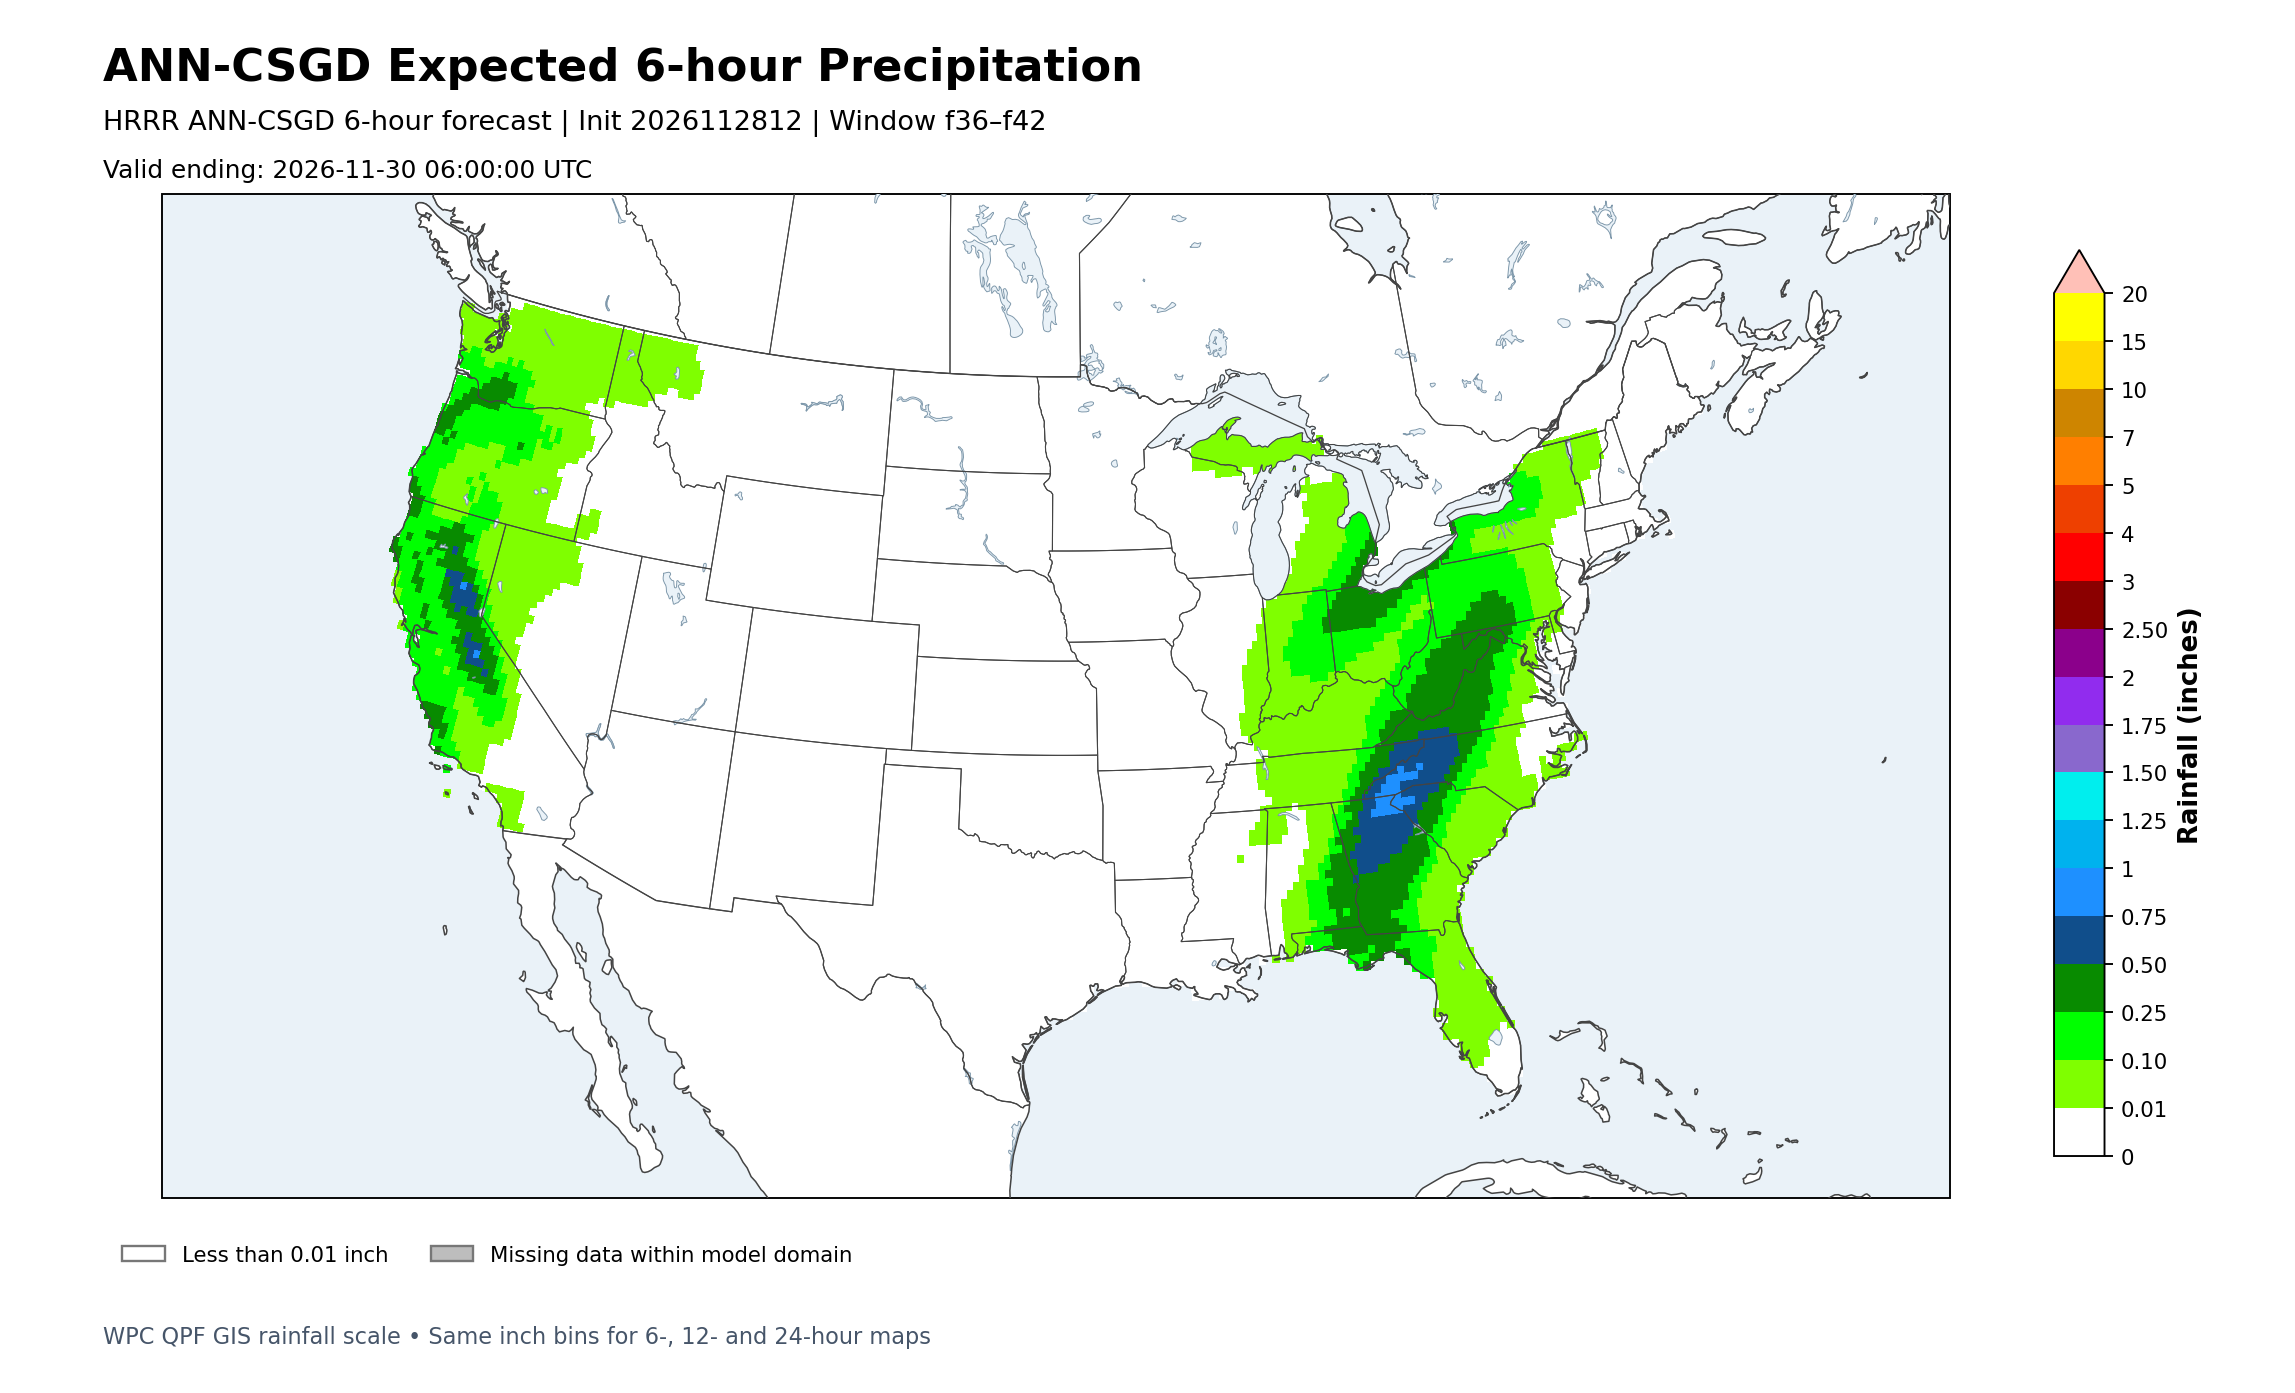 ANN-CSGD Expected 6-hour Precipitation
HRRR ANN-CSGD 6-hour forecast | Init 2026112812 | Window f36–f42
Valid ending: 2026-11-30 06:00:00 UTC
20
15
10
7
5
4
3
2.50
2
1.75
1.50
1.25
1
0.75
0.50
0.25
0.10
0.01
0
Rainfall (inches)
Less than 0.01 inch
Missing data within model domain
WPC QPF GIS rainfall scale • Same inch bins for 6-, 12- and 24-hour maps